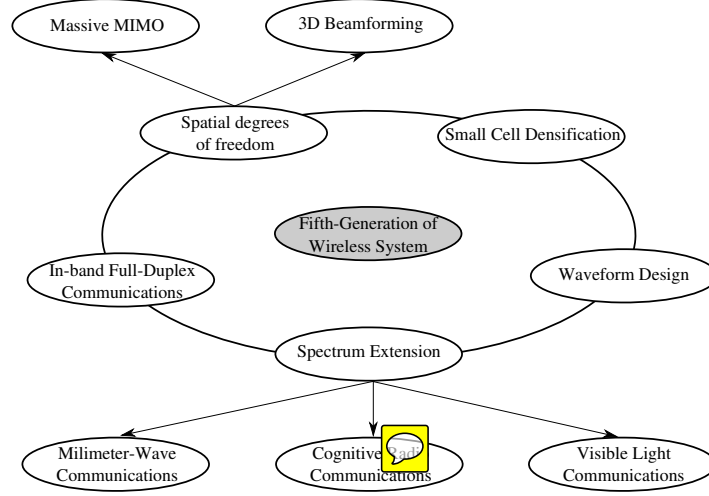 Massive MIMO
3D Beamforming
Spatial degrees
of freedom
Small Cell Densification
Fifth-Generation of
Wireless System
In-band Full-Duplex
Communications
Waveform Design
Spectrum Extension
Milimeter-Wave
Communications
Cognitive
Communications
Visible Light
Communications